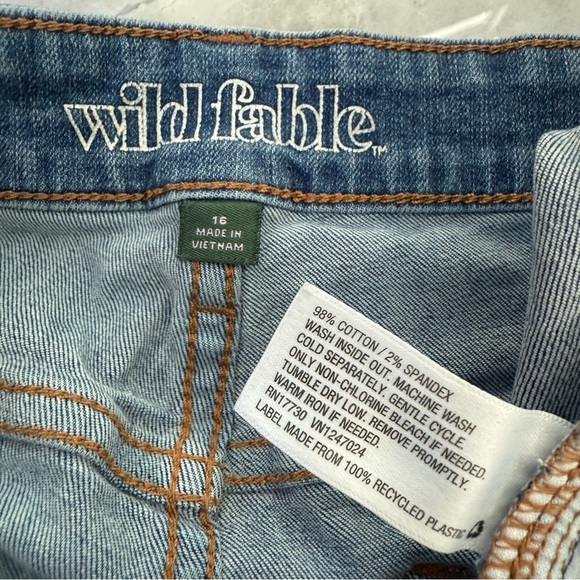 wild fable™
16
MADE IN
VIETNAM
98% COTTON / 2% SPANDEX
WASH INSIDE OUT. MACHINE WASH
COLD SEPARATELY. GENTLE CYCLE
ONLY NON-CHLORINE BLEACH IF NEEDED.
TUMBLE DRY LOW. REMOVE PROMPTLY.
WARM IRON IF NEEDED.
RN17730 VN1247024
LABEL MADE FROM 100% RECYCLED PLASTIC